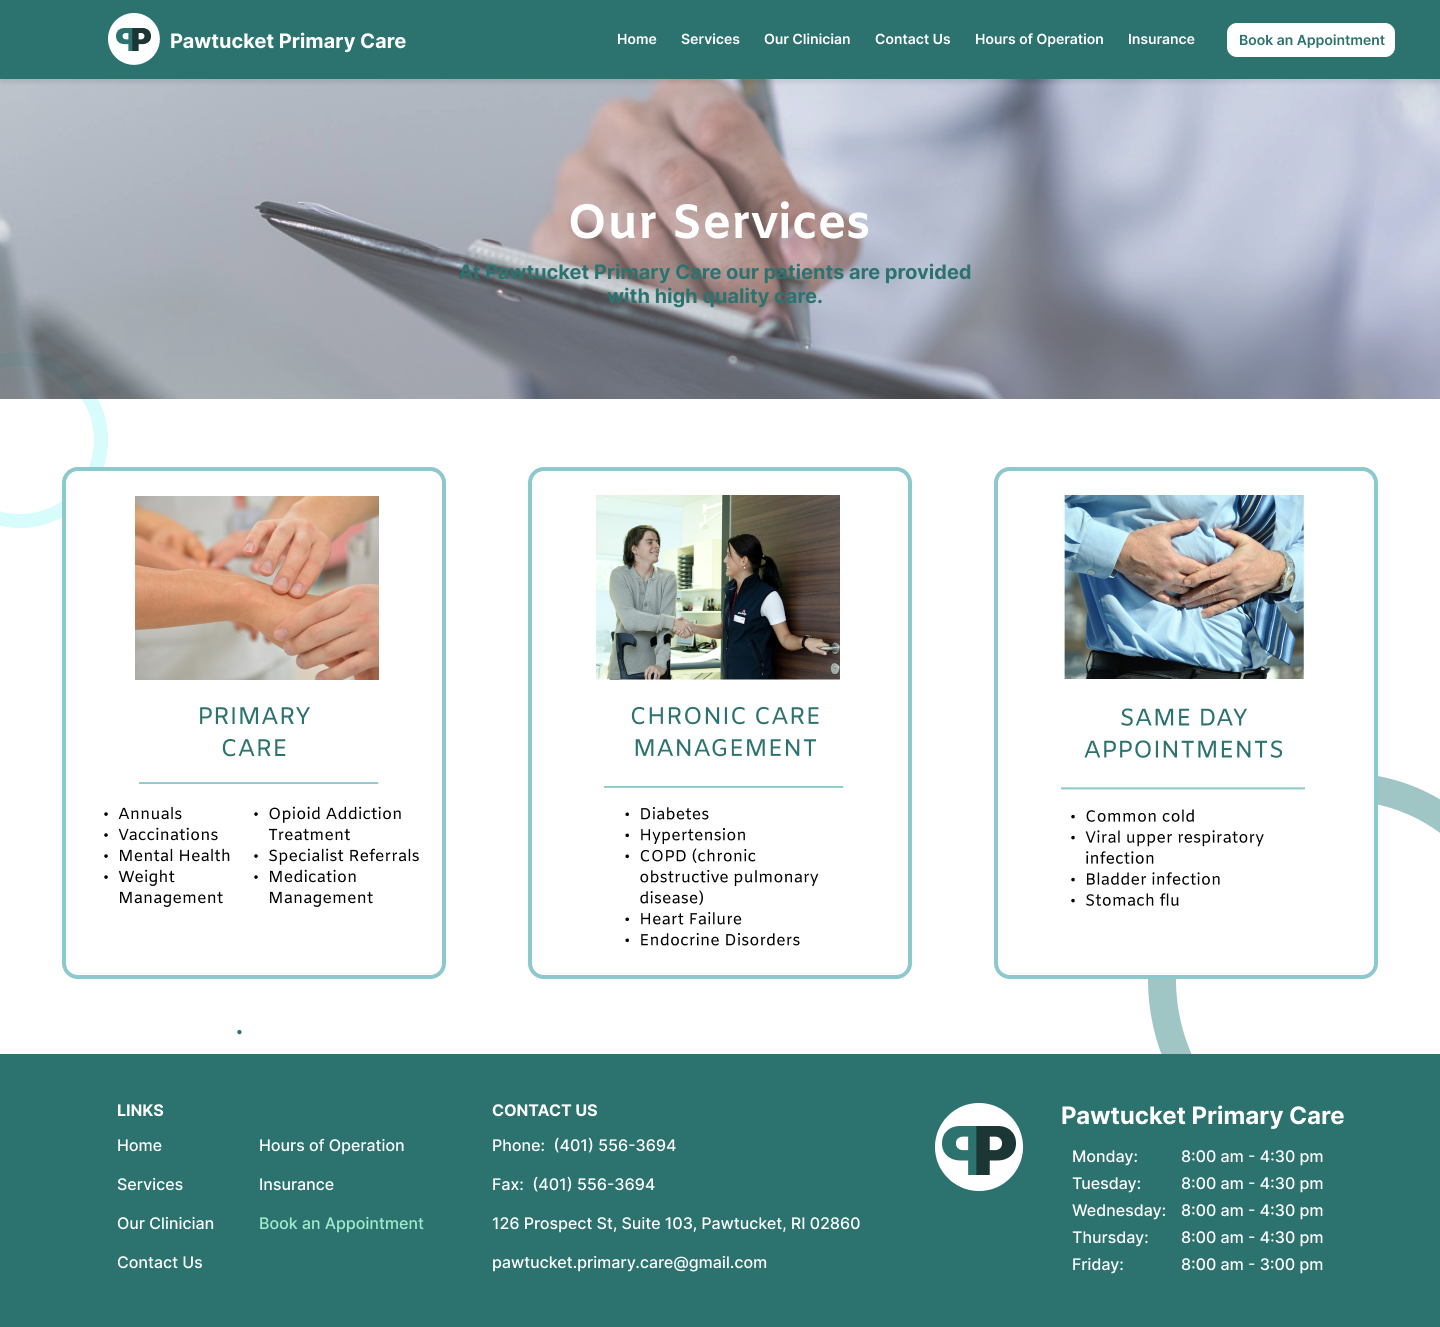 Pawtucket Primary Care
Home Services Our Clinician Contact Us Hours of Operation Insurance Book an Appointment
Our Services
At Pawtucket Primary Care our patients are provided
with high quality care.
PRIMARY
CARE
• Annuals
• Vaccinations
• Mental Health
• Weight
Management
• Opioid Addiction
Treatment
• Specialist Referrals
• Medication
Management
CHRONIC CARE
MANAGEMENT
• Diabetes
• Hypertension
• COPD (chronic
obstructive pulmonary
disease)
• Heart Failure
• Endocrine Disorders
SAME DAY
APPOINTMENTS
• Common cold
• Viral upper respiratory
infection
• Bladder infection
• Stomach flu
LINKS
Home
Services
Our Clinician
Contact Us
Hours of Operation
Insurance
Book an Appointment
CONTACT US
Phone: (401) 556-3694
Fax: (401) 556-3694
126 Prospect St, Suite 103, Pawtucket, RI 02860
pawtucket.primary.care@gmail.com
PP
Pawtucket Primary Care
Monday: 8:00 am - 4:30 pm
Tuesday: 8:00 am - 4:30 pm
Wednesday: 8:00 am - 4:30 pm
Thursday: 8:00 am - 4:30 pm
Friday: 8:00 am - 3:00 pm